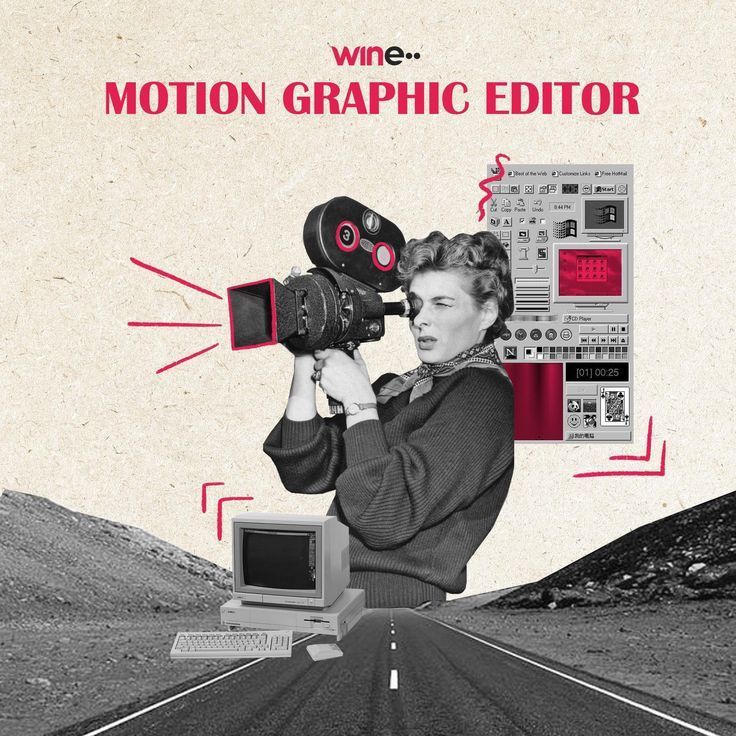 wine••
MOTION GRAPHIC EDITOR
Best of the Web Customize Links Free HotMail
Start
Cut Copy Paste Undo
8:44 PM
CD Player
[01] 00:25